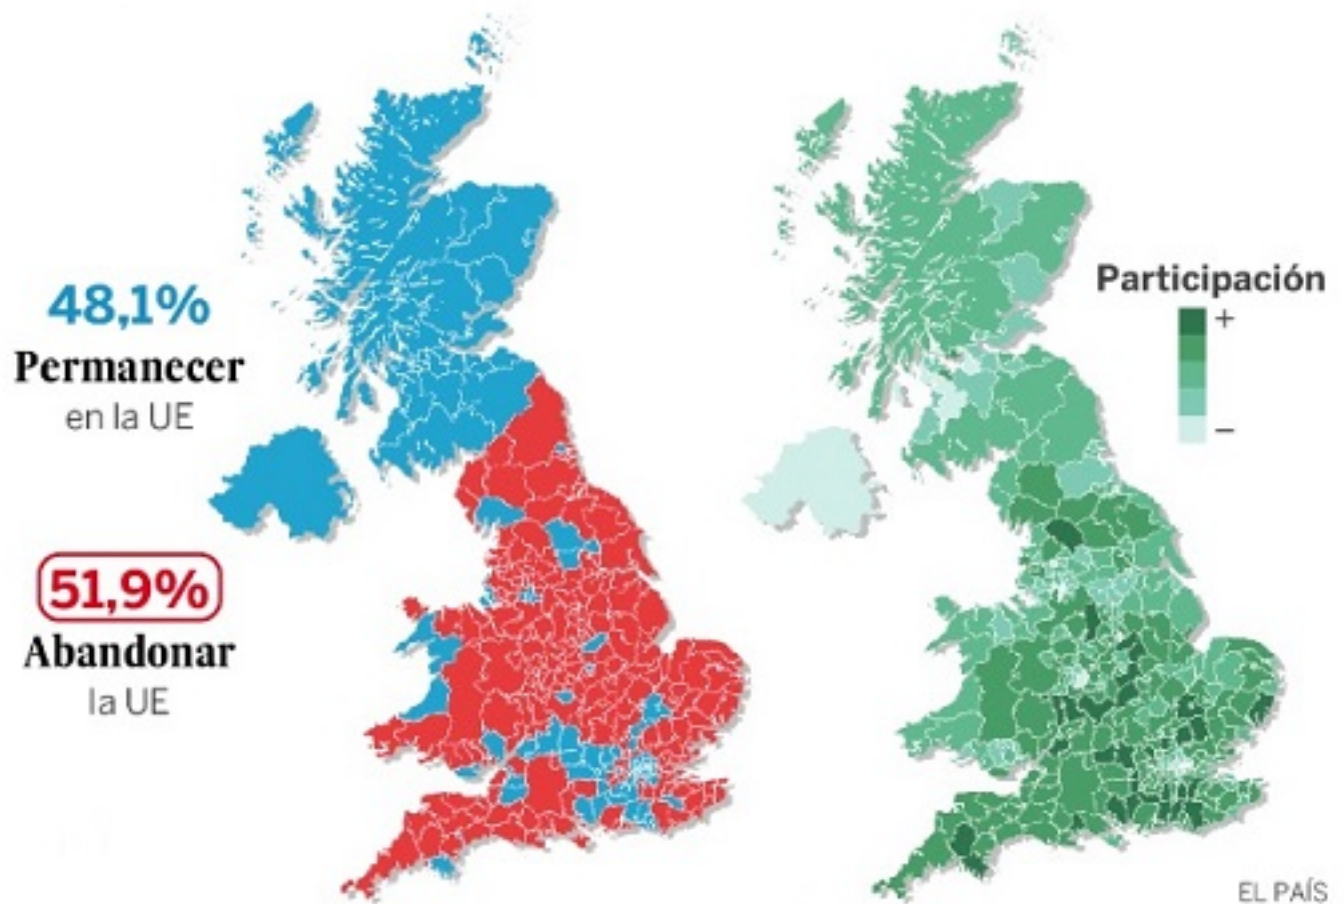 48,1%
Permanecer
en la UE
51,9%
Abandonar
la UE
Participación
+
−
EL PAÍS